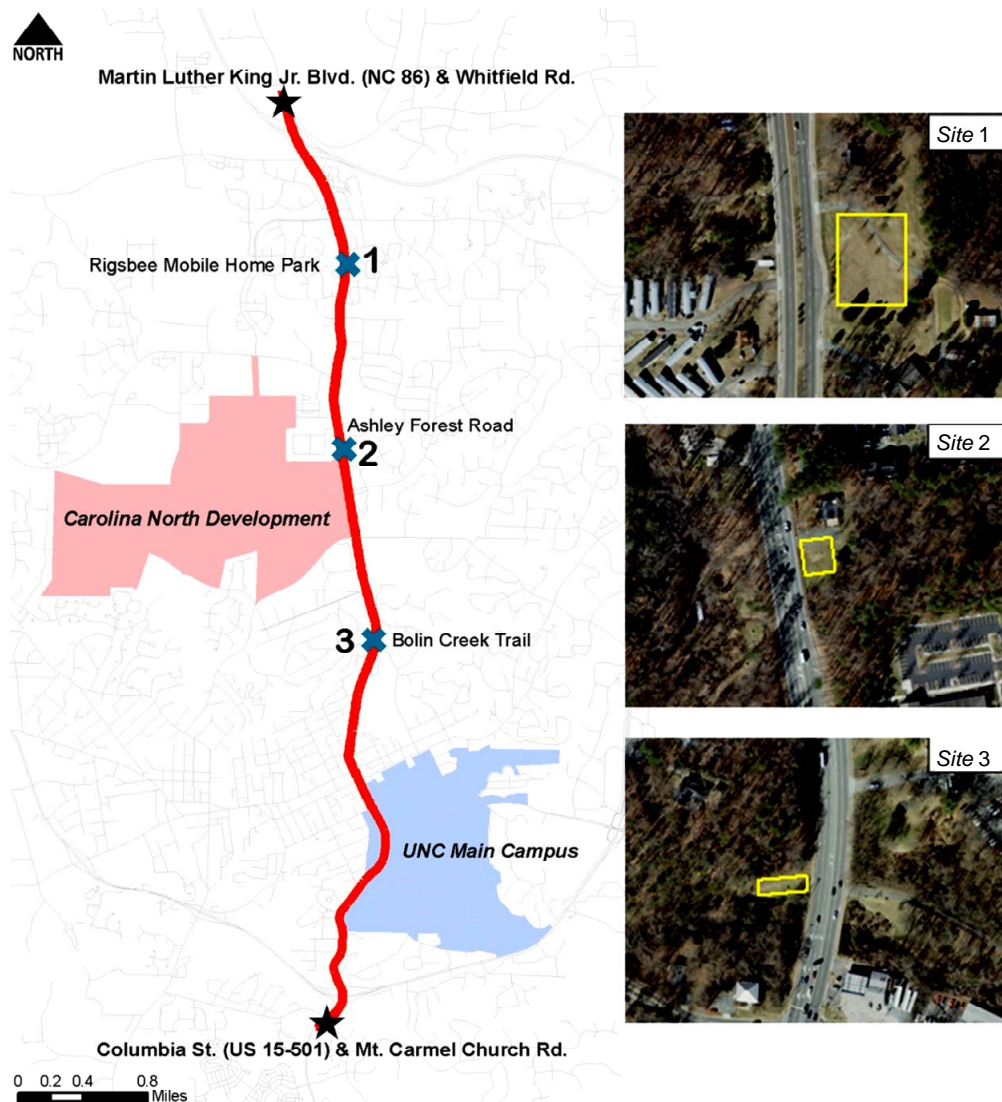 NORTH
Martin Luther King Jr. Blvd. (NC 86) & Whitfield Rd.
Site 1
Rigsbee Mobile Home Park
1
Ashley Forest Road
2
Site 2
Carolina North Development
3
Bolin Creek Trail
Site 3
UNC Main Campus
Columbia St. (US 15-501) & Mt. Carmel Church Rd.
0 0.2 0.4 0.8
Miles